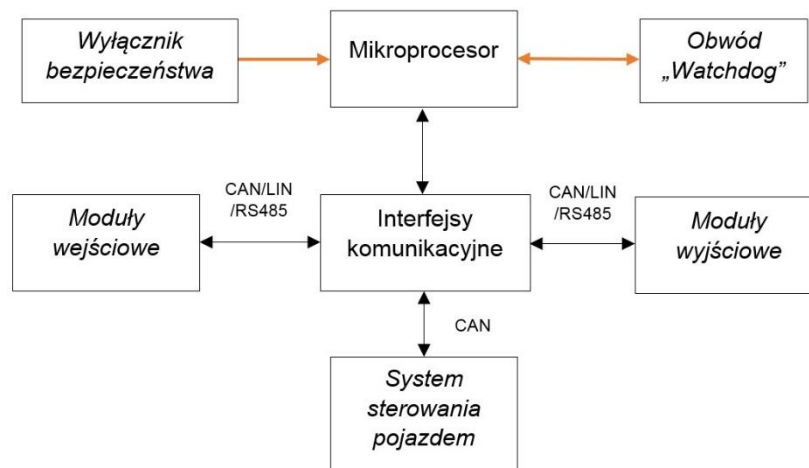 Wyłącznik
bezpieczeństwa
Mikroprocesor
Obwód
„Watchdog”
Moduły
wejściowe
CAN/LIN
/RS485
Interfejsy
komunikacyjne
CAN/LIN
/RS485
Moduły
wyjściowe
CAN
System
sterowania
pojazdem